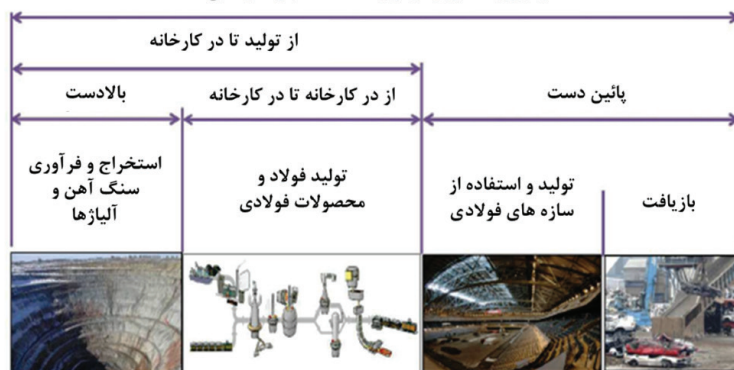 از تولید تا در کارخانه
بالادست
از در کارخانه تا در کارخانه
پائین دست
استخراج و فرآوری
سنگ آهن و
آلیاژها
تولید فولاد و
محصولات فولادی
تولید و استفاده از
سازه های فولادی
بازیافت